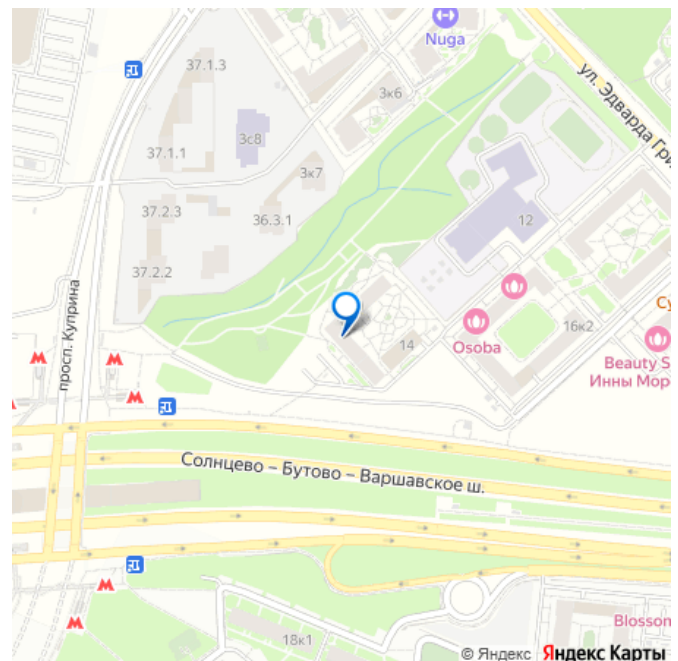 Nuga
37.1.3
3к6
ул. Эдварда Гри
3с8
37.1.1
3к7
37.2.3
36.3.1
12
37.2.2
просп. Куприна
Су
16к2
14
Osoba
Beauty S
Инны Мор
Солнцево – Бутово – Варшавское ш.
Blosson
18к1
© Яндекс Яндекс Карты